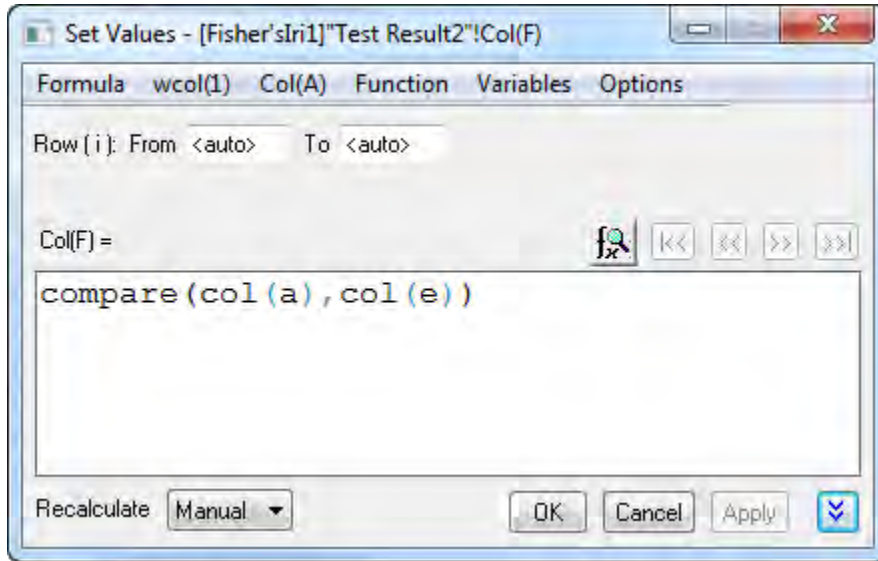 Set Values - [Fisher'sIri1]"Test Result2"!Col(F)
Formula wcol(1) Col(A) Function Variables Options
Row ( i ): From <auto> To <auto>
Col(F) =
compare(col(a),col(e))
Recalculate Manual OK Cancel Apply